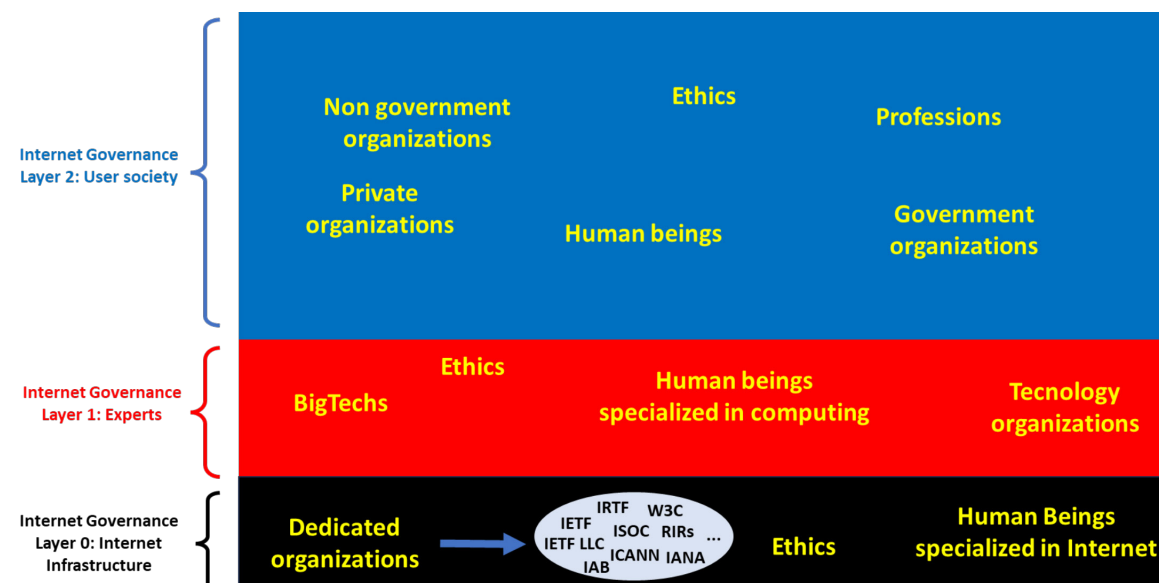 Internet Governance
Layer 2: User society
Non government
organizations
Ethics
Professions
Private
organizations
Human beings
Government
organizations
Internet Governance
Layer 1: Experts
Ethics
BigTechs
Human beings
specialized in computing
Tecnology
organizations
Internet Governance
Layer 0: Internet
Infrastructure
Dedicated
organizations
IRTF W3C
IETF
ISOC RIRs ...
IETF LLC
ICANN IANA
IAB
Ethics
Human Beings
specialized in Internet